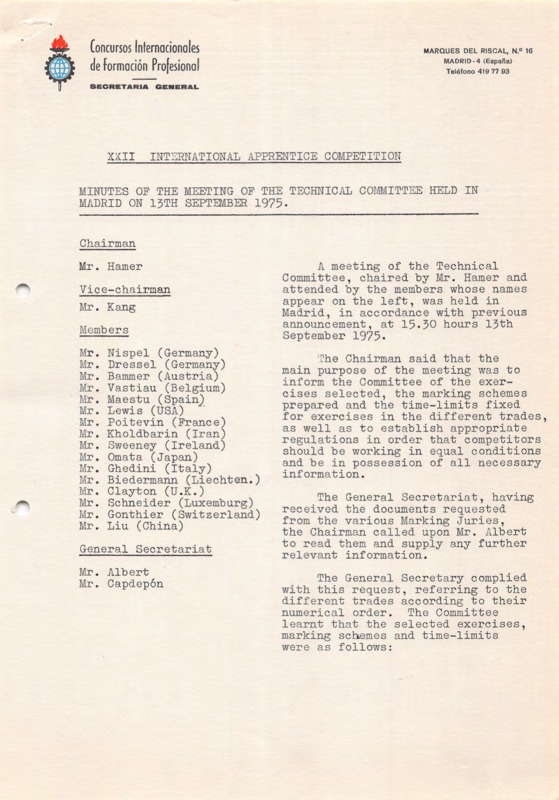 Concursos Internacionales
de Formación Profesional
SECRETARIA GENERAL
MARQUES DEL RISCAL, N.º 16
MADRID - 4 (España)
Teléfono 419 77 93
XXII INTERNATIONAL APPRENTICE COMPETITION
MINUTES OF THE MEETING OF THE TECHNICAL COMMITTEE HELD IN
MADRID ON 13TH SEPTEMBER 1975.
Chairman
Mr. Hamer
Vice-chairman
Mr. Kang
Members
Mr. Nispel (Germany)
Mr. Dressel (Germany)
Mr. Bammer (Austria)
Mr. Vastiau (Belgium)
Mr. Maestu (Spain)
Mr. Lewis (USA)
Mr. Poitevin (France)
Mr. Kholdbarin (Iran)
Mr. Sweeney (Ireland)
Mr. Omata (Japan)
Mr. Ghedini (Italy)
Mr. Biedermann (Liechten.)
Mr. Clayton (U.K.)
Mr. Schneider (Luxemburg)
Mr. Gonthier (Switzerland)
Mr. Liu (China)
General Secretariat
Mr. Albert
Mr. Capdepón
A meeting of the Technical
Committee, chaired by Mr. Hamer and
attended by the members whose names
appear on the left, was held in
Madrid, in accordance with previous
announcement, at 15.30 hours 13th
September 1975.
The Chairman said that the
main purpose of the meeting was to
inform the Committee of the exer-
cises selected, the marking schemes
prepared and the time-limits fixed
for exercises in the different trades,
as well as to establish appropriate
regulations in order that competitors
should be working in equal conditions
and be in possession of all necessary
information.
The General Secretariat, having
received the documents requested
from the various Marking Juries,
the Chairman called upon Mr. Albert
to read them and supply any further
relevant information.
The General Secretary complied
with this request, referring to the
different trades according to their
numerical order. The Committee
learnt that the selected exercises,
marking schemes and time-limits
were as follows: